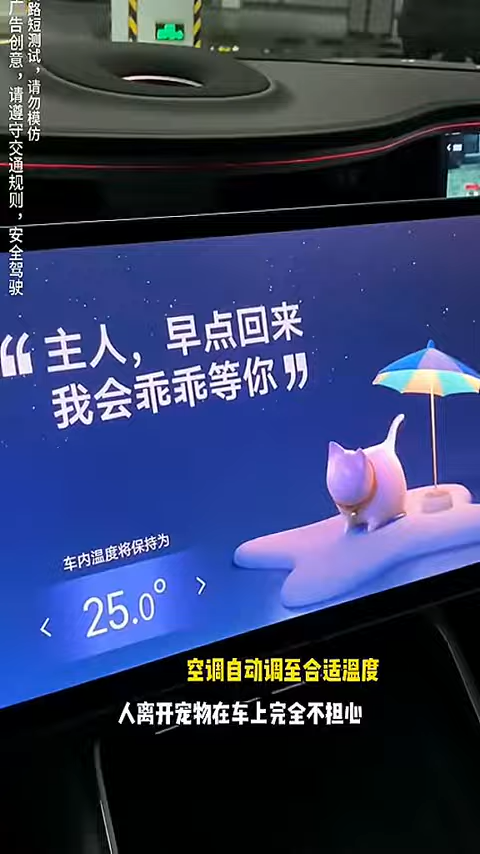 路短测试，请勿模仿
广告创意，请遵守交通规则，安全驾驶
“主人，早点回来
我会乖乖等你”
车内温度将保持为
< 25.0° >
空调自动调至合适温度
人离开宠物在车上完全不担心